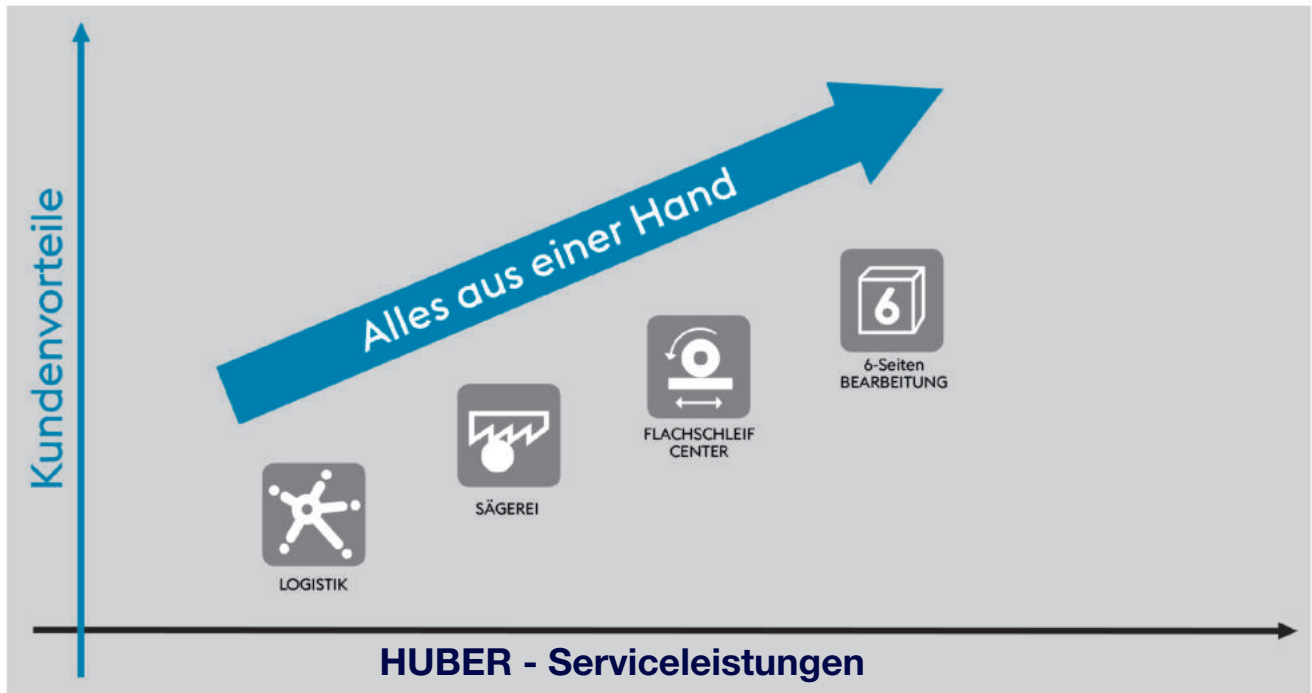 Kundenvorteile
Alles aus einer Hand
6
6-Seiten
BEARBEITUNG
FLACHSCHLEIF
CENTER
SÄGEREI
LOGISTIK
HUBER - Serviceleistungen